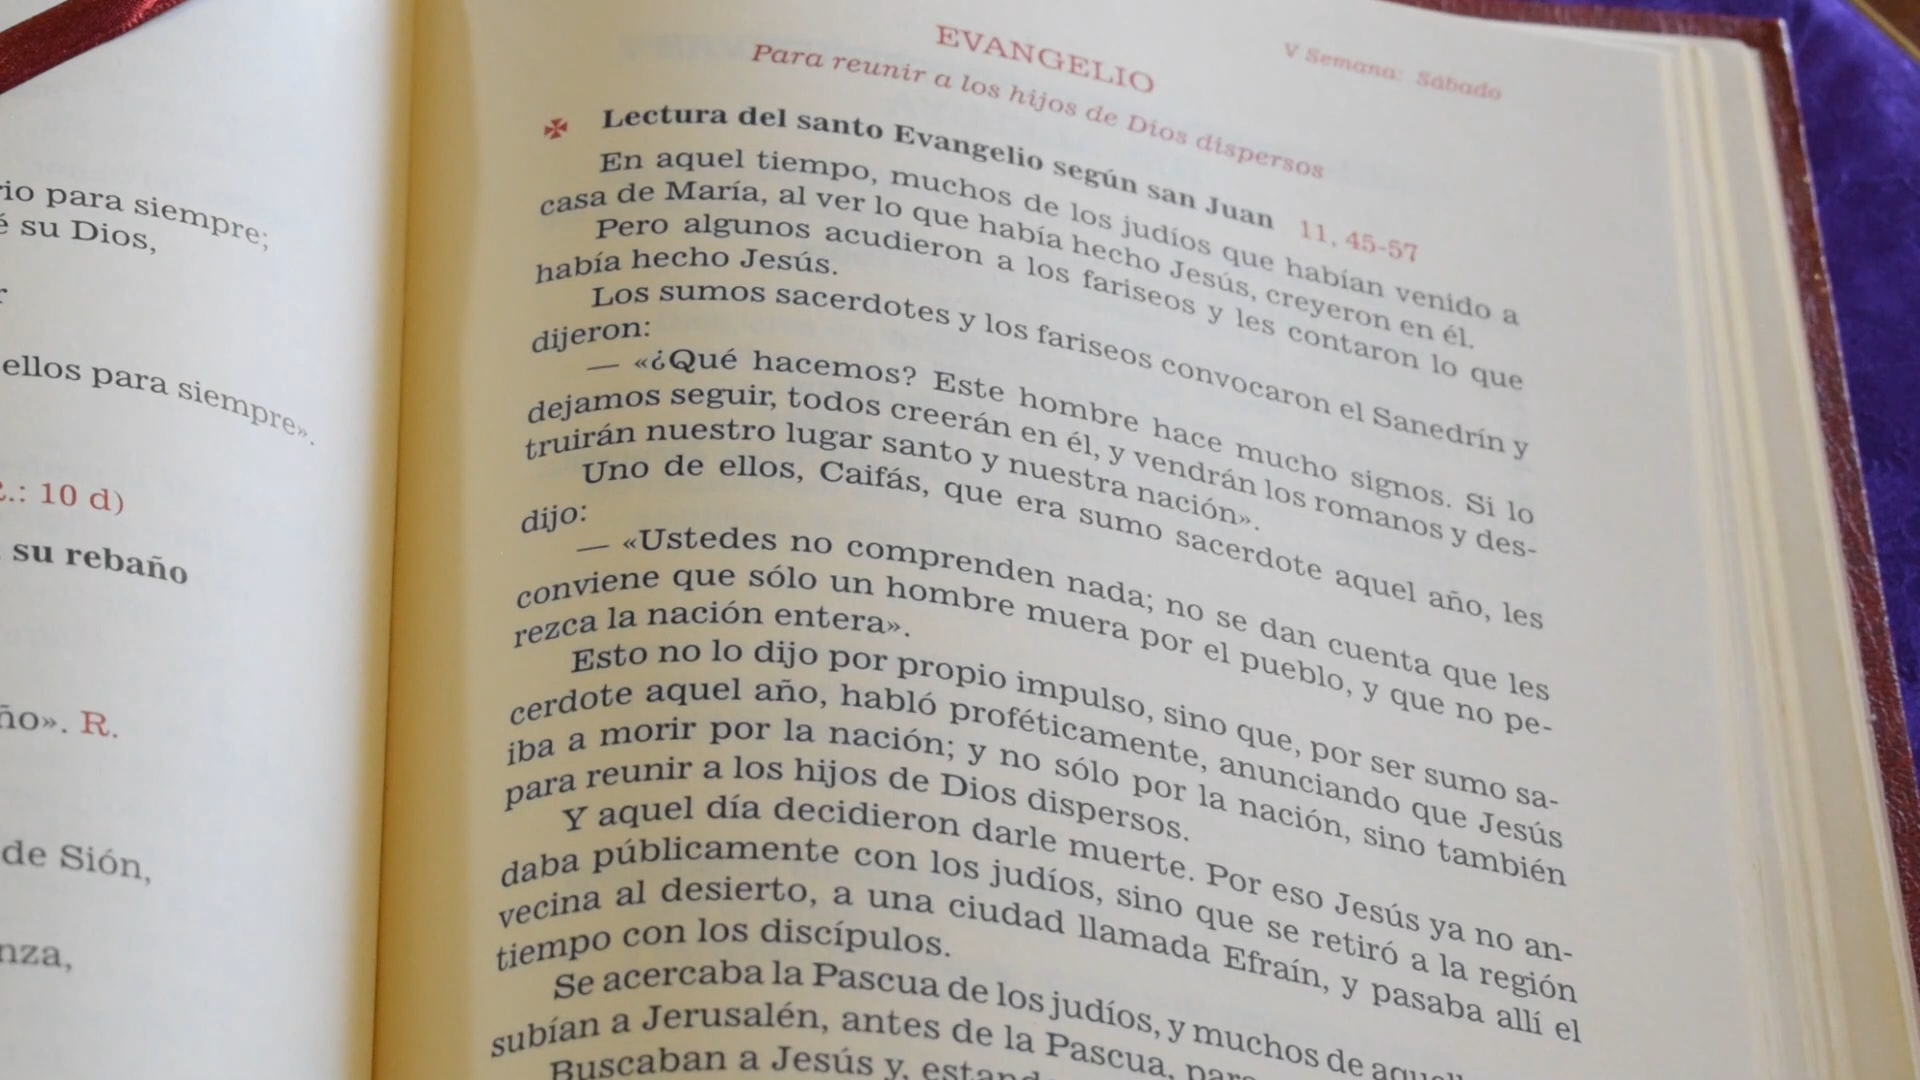 rio para siempre;
é su Dios,
r
ellos para siempre».
.: 10 d)
su rebaño
ño». R.
de Sión,
nza,
V Semana: Sábado
EVANGELIO
Para reunir a los hijos de Dios dispersos
✠ Lectura del santo Evangelio según san Juan 11, 45-57
En aquel tiempo, muchos de los judíos que habían venido a
casa de María, al ver lo que había hecho Jesús, creyeron en él.
Pero algunos acudieron a los fariseos y les contaron lo que
había hecho Jesús.
Los sumos sacerdotes y los fariseos convocaron el Sanedrín y
dijeron:
— «¿Qué hacemos? Este hombre hace mucho signos. Si lo
dejamos seguir, todos creerán en él, y vendrán los romanos y des-
truirán nuestro lugar santo y nuestra nación».
Uno de ellos, Caifás, que era sumo sacerdote aquel año, les
dijo:
— «Ustedes no comprenden nada; no se dan cuenta que les
conviene que sólo un hombre muera por el pueblo, y que no pe-
rezca la nación entera».
Esto no lo dijo por propio impulso, sino que, por ser sumo sa-
cerdote aquel año, habló proféticamente, anunciando que Jesús
iba a morir por la nación; y no sólo por la nación, sino también
para reunir a los hijos de Dios dispersos.
Y aquel día decidieron darle muerte. Por eso Jesús ya no an-
daba públicamente con los judíos, sino que se retiró a la región
vecina al desierto, a una ciudad llamada Efraín, y pasaba allí el
tiempo con los discípulos.
Se acercaba la Pascua de los judíos, y muchos de aquell
subían a Jerusalén, antes de la Pascua, para
Buscaban a Jesús y, estand